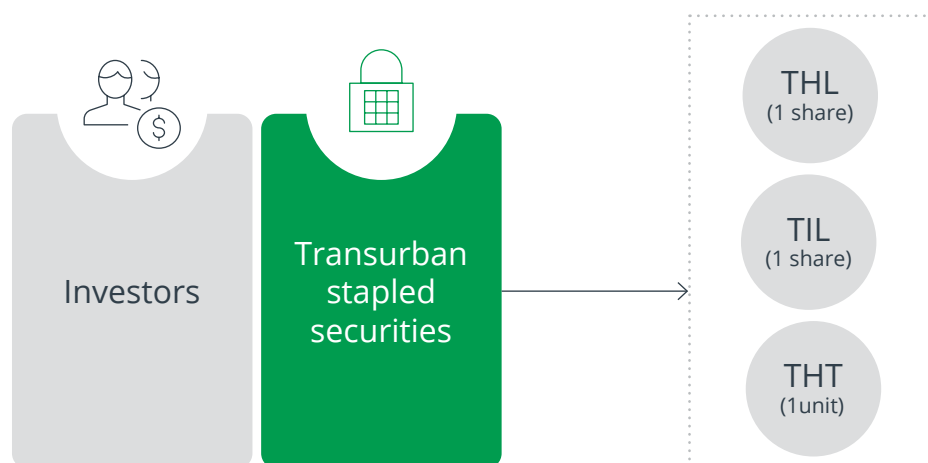 Investors
Transurban
stapled
securities
$
THL
(1 share)
TIL
(1 share)
THT
(1unit)